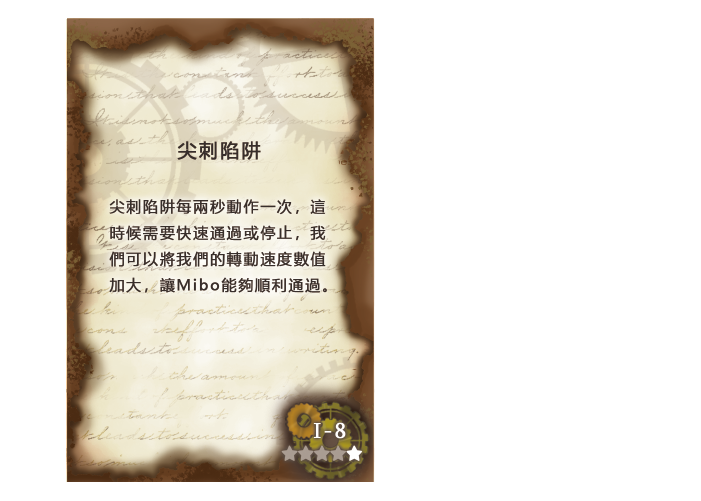 尖刺陷阱
尖刺陷阱每兩秒動作一次，這
時候需要快速通過或停止，我
們可以將我們的轉動速度數值
加大，讓Mibo能夠順利通過。
I-8